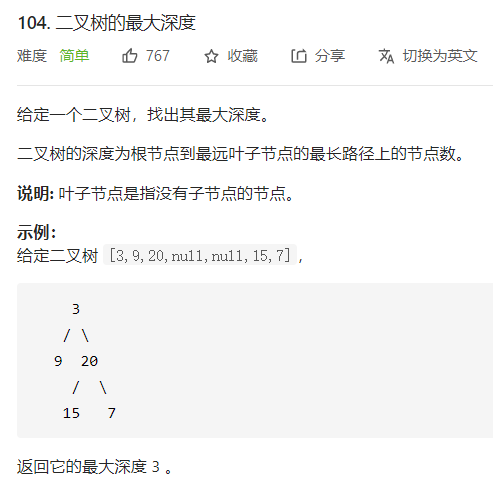 104. 二叉树的最大深度
难度 简单 767 收藏 分享 切换为英文
给定一个二叉树，找出其最大深度。
二叉树的深度为根节点到最远叶子节点的最长路径上的节点数。
说明: 叶子节点是指没有子节点的节点。
示例：
给定二叉树 [3,9,20,null,null,15,7]，
3
/ \
9 20
/ \
15 7
返回它的最大深度 3 。